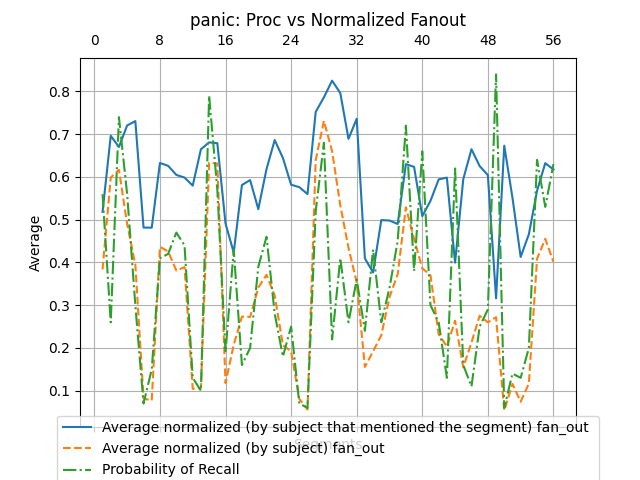 panic: Proc vs Normalized Fanout
0 8 16 24 32 40 48 56
0.8
0.7
0.6
0.5
0.4
0.3
0.2
0.1
Average
Segments
Average normalized (by subject that mentioned the segment) fan_out
Average normalized (by subject) fan_out
Probability of Recall